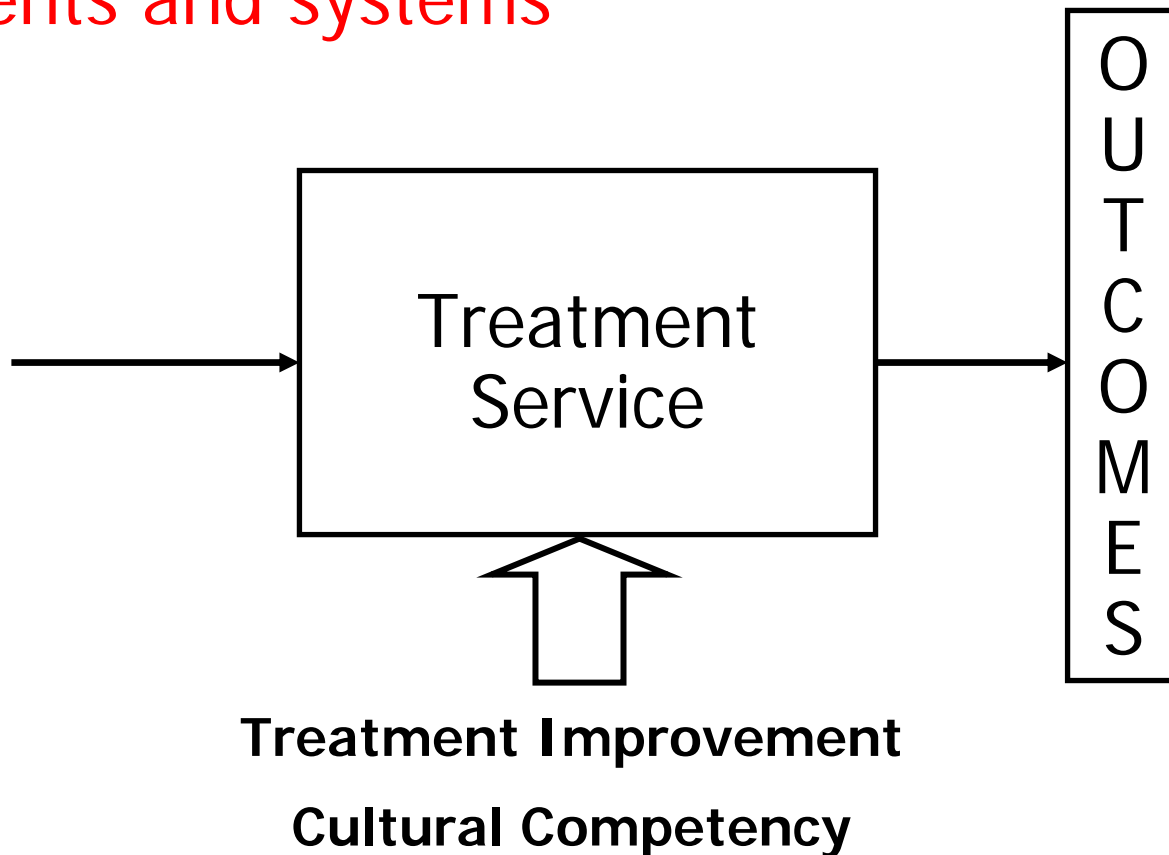 ents and systems
Treatment
Service
O
U
T
C
O
M
E
S
Treatment Improvement
Cultural Competency